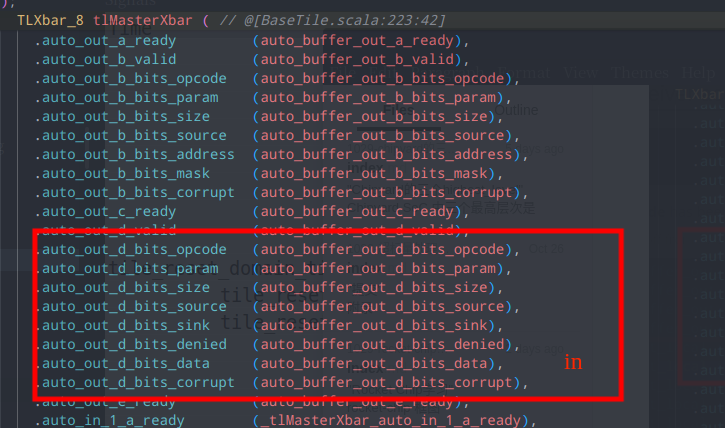 ),
TLXbar_8 tlMasterXbar ( // @[BaseTile.scala:223:42]
.auto_out_a_ready (auto_buffer_out_a_ready),
.auto_out_b_valid (auto_buffer_out_b_valid),
.auto_out_b_bits_opcode (auto_buffer_out_b_bits_opcode),
.auto_out_b_bits_param (auto_buffer_out_b_bits_param),
.auto_out_b_bits_size (auto_buffer_out_b_bits_size),
.auto_out_b_bits_source (auto_buffer_out_b_bits_source),
.auto_out_b_bits_address (auto_buffer_out_b_bits_address),
.auto_out_b_bits_mask (auto_buffer_out_b_bits_mask),
.auto_out_b_bits_corrupt (auto_buffer_out_b_bits_corrupt),
.auto_out_c_ready (auto_buffer_out_c_ready),
.auto_out_d_valid (auto_buffer_out_d_valid),
.auto_out_d_bits_opcode (auto_buffer_out_d_bits_opcode),
.auto_out_d_bits_param (auto_buffer_out_d_bits_param),
.auto_out_d_bits_size (auto_buffer_out_d_bits_size),
.auto_out_d_bits_source (auto_buffer_out_d_bits_source),
.auto_out_d_bits_sink (auto_buffer_out_d_bits_sink),
.auto_out_d_bits_denied (auto_buffer_out_d_bits_denied),
.auto_out_d_bits_data (auto_buffer_out_d_bits_data), in
.auto_out_d_bits_corrupt (auto_buffer_out_d_bits_corrupt),
.auto_out_e_ready (auto_buffer_out_e_ready),
.auto_in_1_a_ready (_tlMasterXbar_auto_in_1_a_ready),